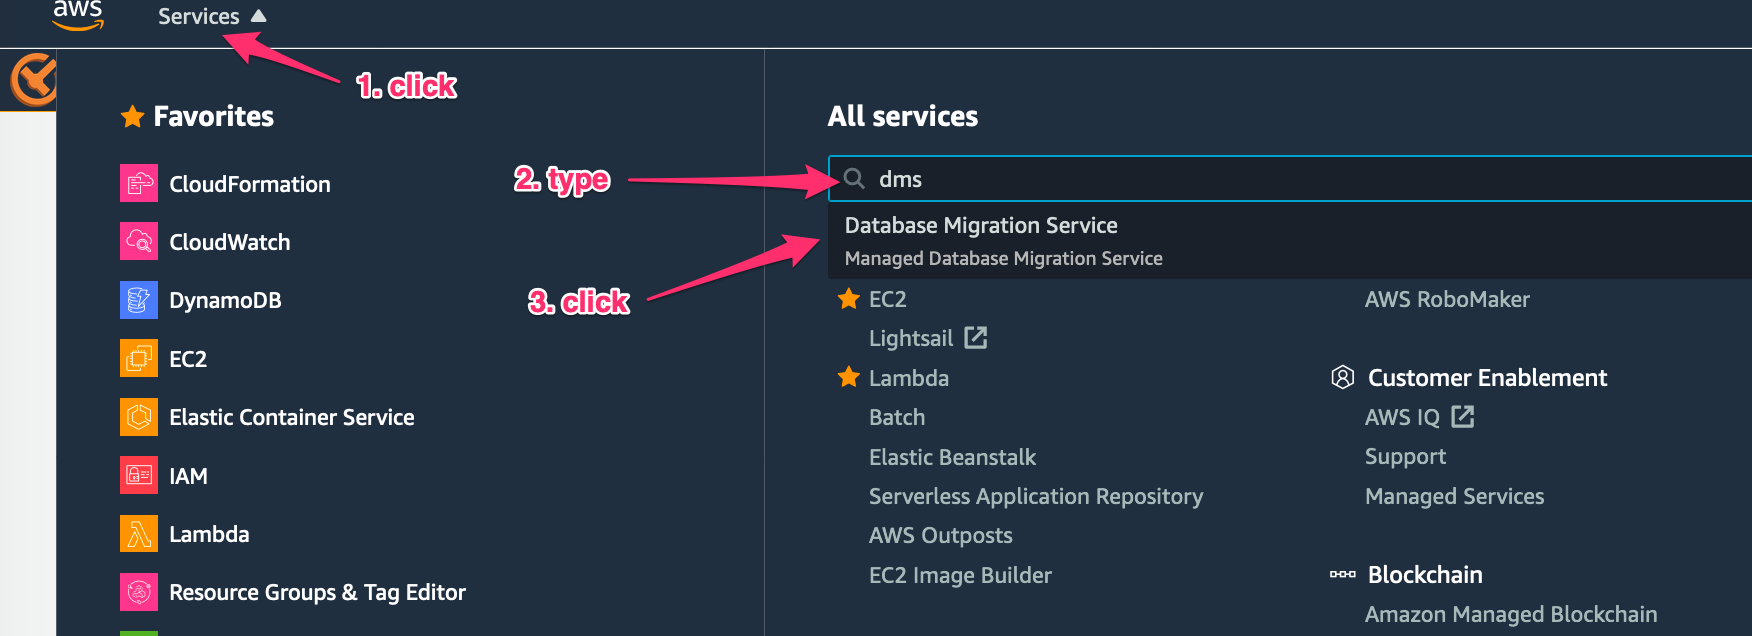 aws
Services
1. click
Favorites
CloudFormation
CloudWatch
DynamoDB
EC2
Elastic Container Service
IAM
Lambda
Resource Groups & Tag Editor
All services
2. type
dms
Database Migration Service
Managed Database Migration Service
3. click
EC2
Lightsail
Lambda
Batch
Elastic Beanstalk
Serverless Application Repository
AWS Outposts
EC2 Image Builder
AWS RoboMaker
Customer Enablement
AWS IQ
Support
Managed Services
Blockchain
Amazon Managed Blockchain